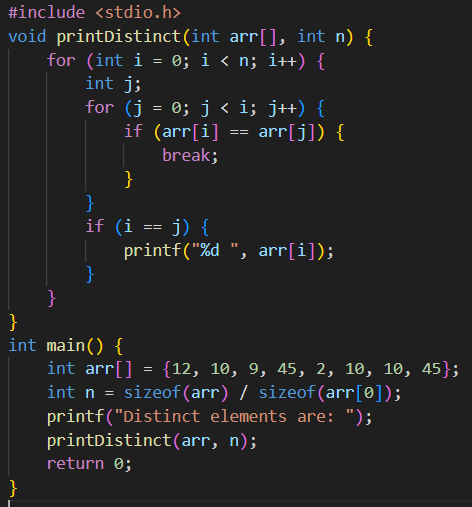 #include <stdio.h>
void printDistinct(int arr[], int n) {
    for (int i = 0; i < n; i++) {
        int j;
        for (j = 0; j < i; j++) {
            if (arr[i] == arr[j]) {
                break;
            }
        }
        if (i == j) {
            printf("%d ", arr[i]);
        }
    }
}
int main() {
    int arr[] = {12, 10, 9, 45, 2, 10, 10, 45};
    int n = sizeof(arr) / sizeof(arr[0]);
    printf("Distinct elements are: ");
    printDistinct(arr, n);
    return 0;
}